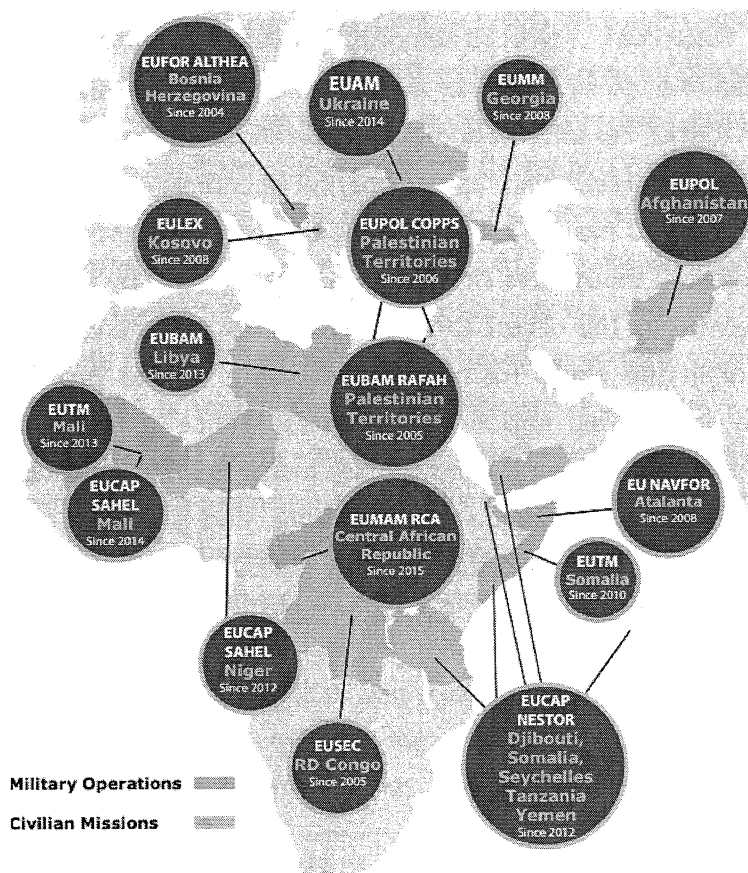 EUFOR ALTHEA
Bosnia
Herzegovina
Since 2004
EUAM
Ukraine
Since 2014
EUMM
Georgia
Since 2008
EUPOL
Afghanistan
Since 2007
EULEX
Kosovo
Since 2008
EUPOL COPPS
Palestinian
Territories
Since 2006
EUBAM
Libya
Since 2013
EUBAM RAFAH
Palestinian
Territories
Since 2005
EUTM
Mali
Since 2013
EUCAP
SAHEL
Mali
Since 2014
EUMAM RCA
Central African
Republic
Since 2015
EU NAVFOR
Atalanta
Since 2008
EUTM
Somalia
Since 2010
EUCAP
SAHEL
Niger
Since 2012
EUSEC
RD Congo
Since 2005
EUCAP
NESTOR
Djibouti,
Somalia,
Seychelles
Tanzania
Yemen
Since 2012
Military Operations
Civilian Missions